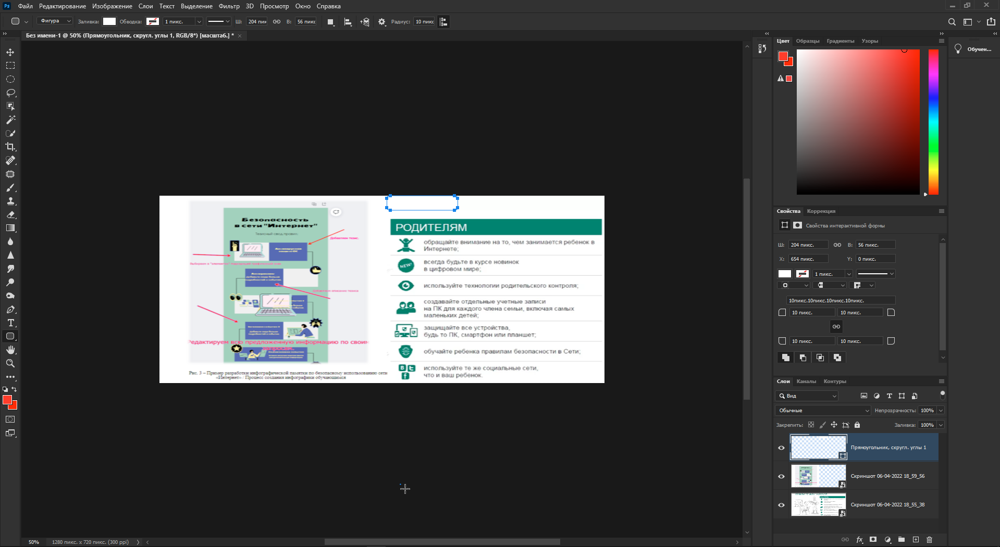 Ps Файл Редактирование Изображение Слои Текст Выделение Фильтр 3D Просмотр Окно Справка
Фигура Заливка: Обводка: 1 пикс. Ш: 204 пик В: 56 пикс Радиус: 10 пикс
Без имени-1 @ 50% (Прямоугольник, скругл. углы 1, RGB/8*) [масштаб.] *
Цвет Образцы Градиенты Узоры
Обучен...
Безопасность
в сети "Интернет"
Тезисный свод правил
Добавляем тезис.
Редактируем всю предложенную информацию по своим
запросам.
Рис. 3 – Пример разработки инфографической памятки по безопасному использованию сети
«Интернет» / Процесс создания инфографики обучающимся
РОДИТЕЛЯМ
обращайте внимание на то, чем занимается ребенок в
Интернете;
NEW!
всегда будьте в курсе новинок
в цифровом мире;
используйте технологии родительского контроля;
создавайте отдельные учетные записи
на ПК для каждого члена семьи, включая самых
маленьких детей;
защищайте все устройства,
будь то ПК, смартфон или планшет;
обучайте ребенка правилам безопасности в Сети;
B t
f
используйте те же социальные сети,
что и ваш ребенок.
Свойства Коррекция
Свойства интерактивной формы
Ш: 204 пикс. В: 56 пикс.
X: 654 пикс. Y: 0 пикс.
1 пикс.
10пикс.10пикс.10пикс.10пикс.
10 пикс. 10 пикс.
10 пикс. 10 пикс.
Слои Каналы Контуры
Вид
Обычные Непрозрачность: 100%
Закрепить: Заливка: 100%
Прямоугольник, скругл. углы 1
Скриншот 06-04-2022 18_59_56
Скриншот 06-04-2022 18_55_38
fx
50% 1280 пикс. x 720 пикс. (300 ppi)